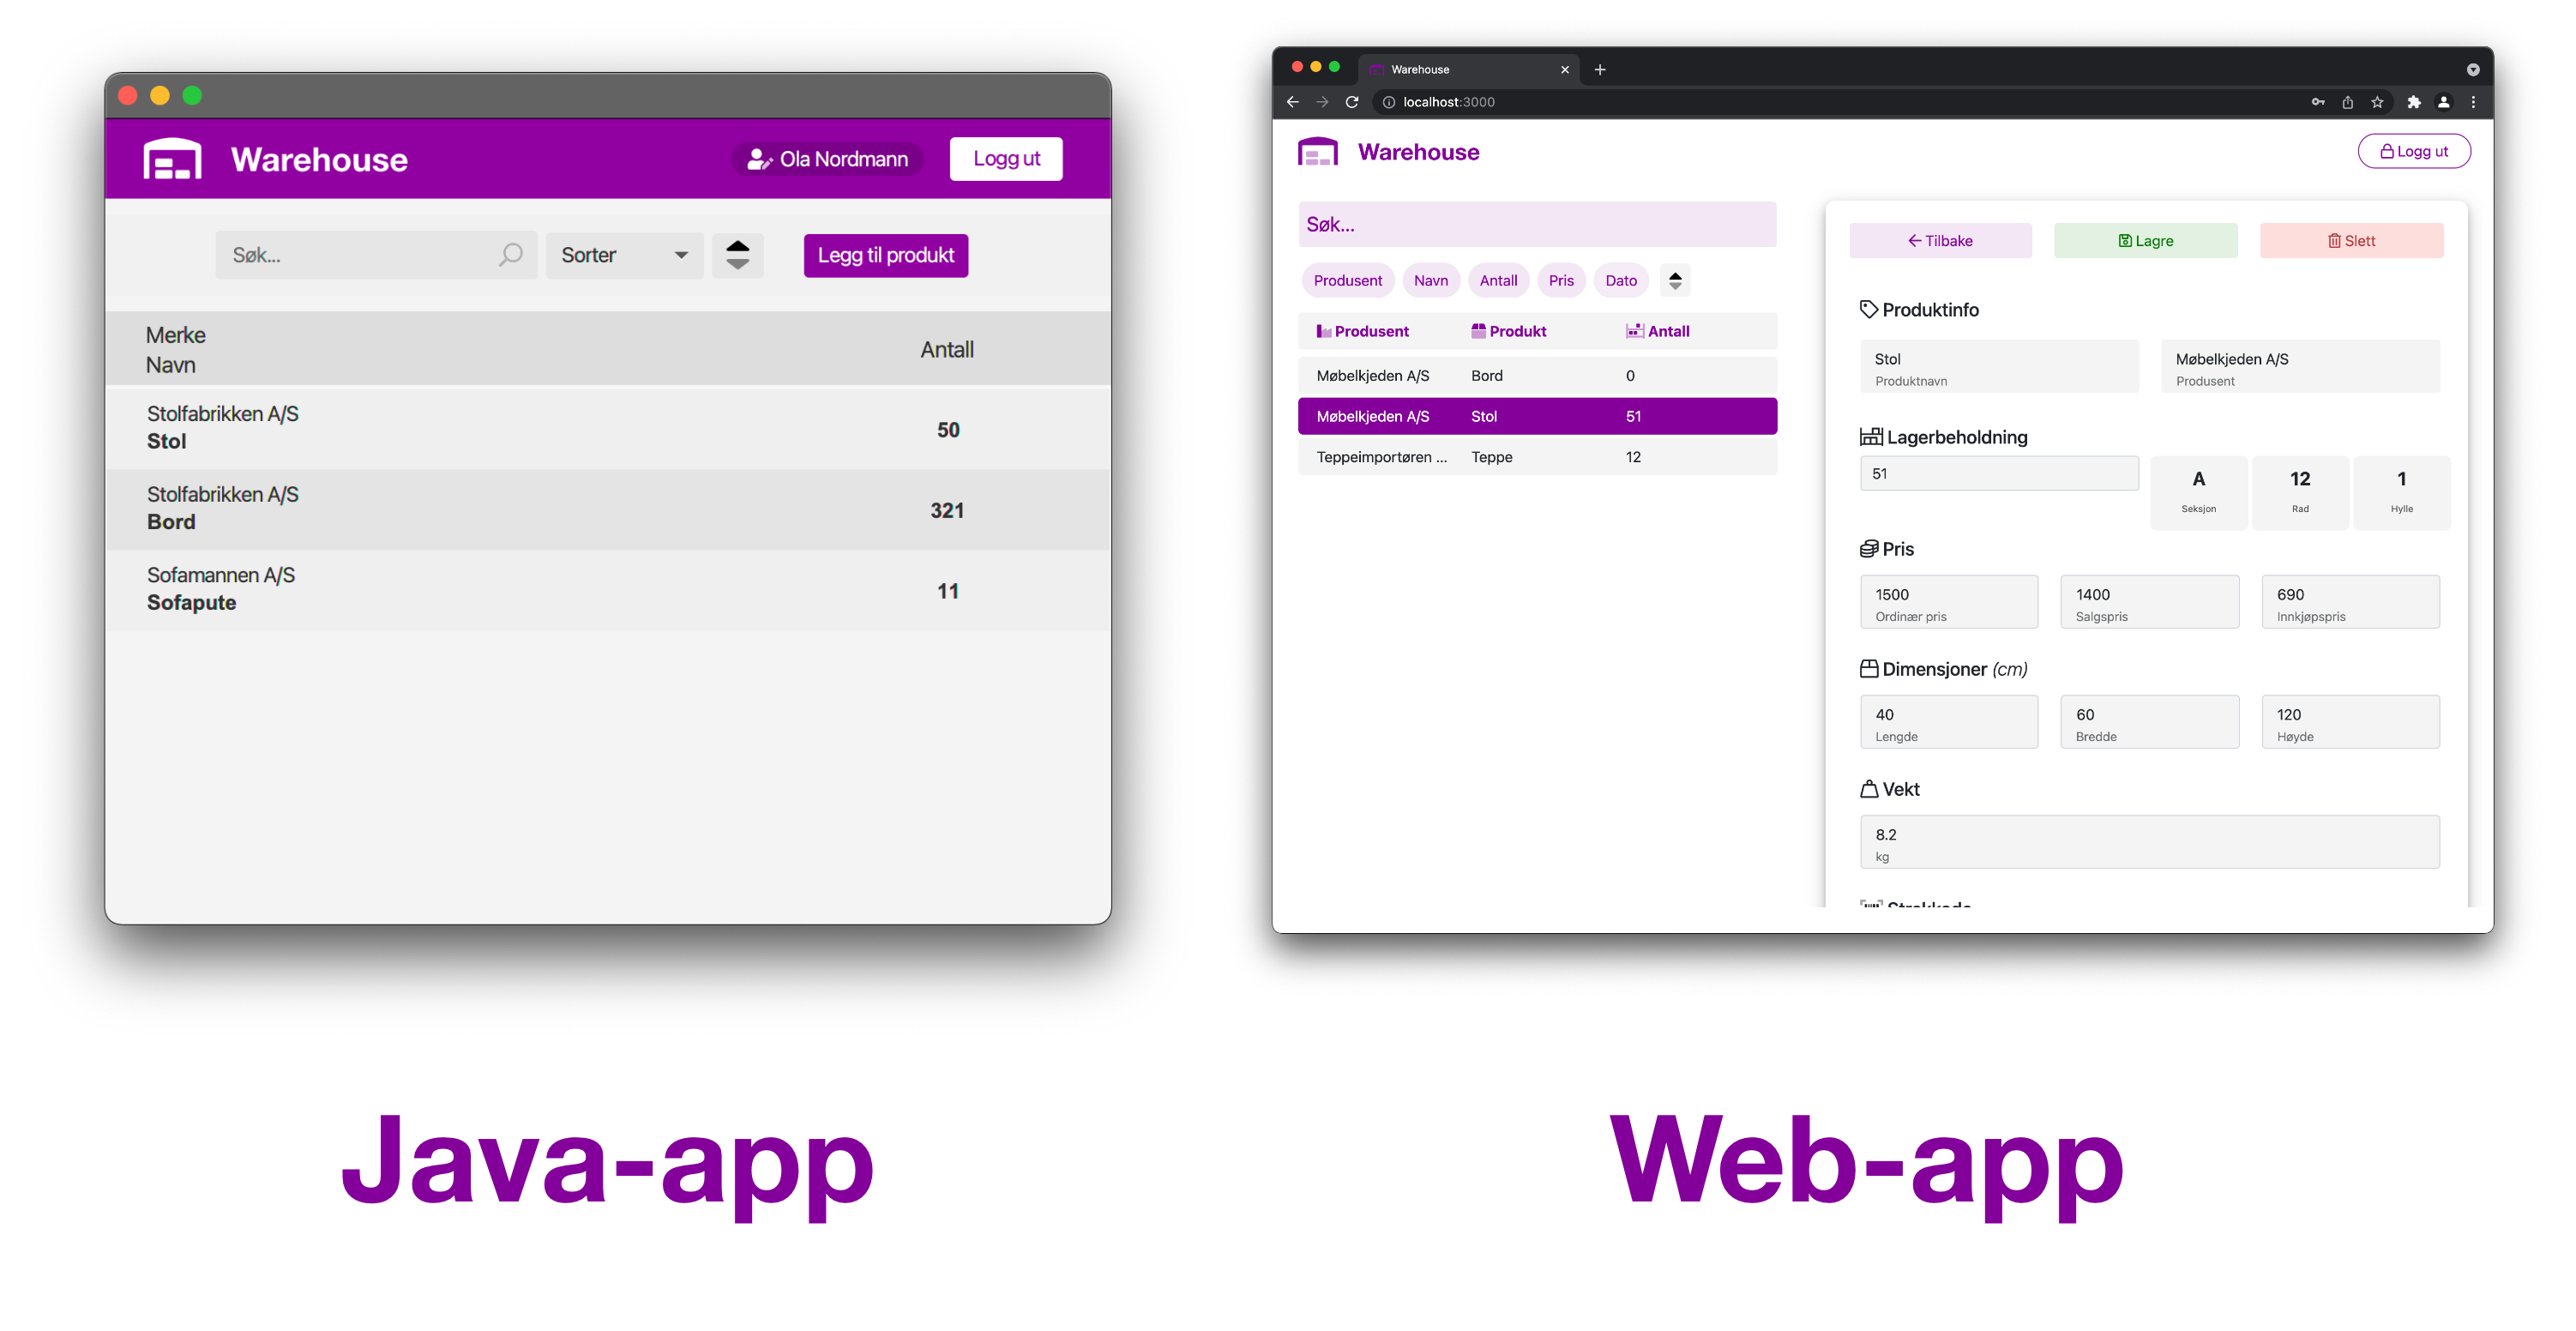 Warehouse
Ola Nordmann
Logg ut
Søk...
Sorter
Legg til produkt
Merke
Navn
Antall
Stolfabrikken A/S
Stol
50
Stolfabrikken A/S
Bord
321
Sofamannen A/S
Sofapute
11
Java-app
Warehouse
localhost:3000
Warehouse
Logg ut
Søk...
Produsent Navn Antall Pris Dato
Produsent Produkt Antall
Møbelkjeden A/S Bord 0
Møbelkjeden A/S Stol 51
Teppeimportøren ... Teppe 12
Tilbake Lagre Slett
Produktinfo
Stol
Produktnavn
Møbelkjeden A/S
Produsent
Lagerbeholdning
51
A
Seksjon
12
Rad
1
Hylle
Pris
1500
Ordinær pris
1400
Salgspris
690
Innkjøpspris
Dimensjoner (cm)
40
Lengde
60
Bredde
120
Høyde
Vekt
8.2
kg
Web-app